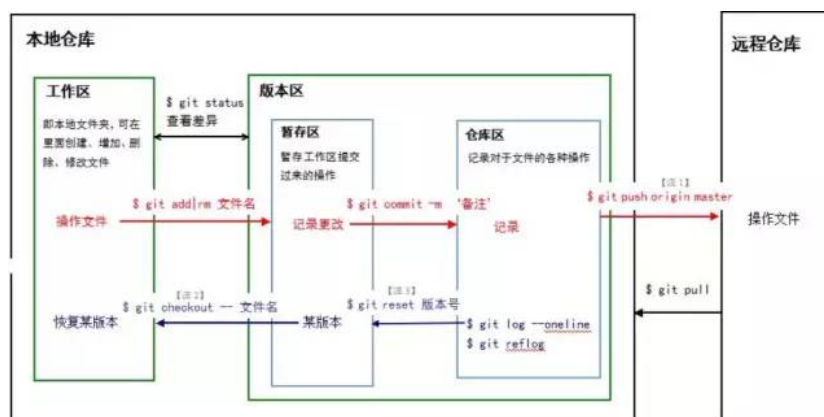 本地仓库
远程仓库
工作区
即本地文件夹,可在
里面创建、增加、删
除、修改文件
$ git status
查看差异
版本区
暂存区
暂存工作区提交
过来的操作
仓库区
记录对于文件的各种操作
操作文件
$ git add|rm 文件名
记录更改
$ git commit -m '备注'
记录
【注1】
$ git push origin master
操作文件
恢复某版本
【注2】
$ git checkout -- 文件名
某版本
【注3】
$ git reset 版本号
$ git log --oneline
$ git reflog
$ git pull